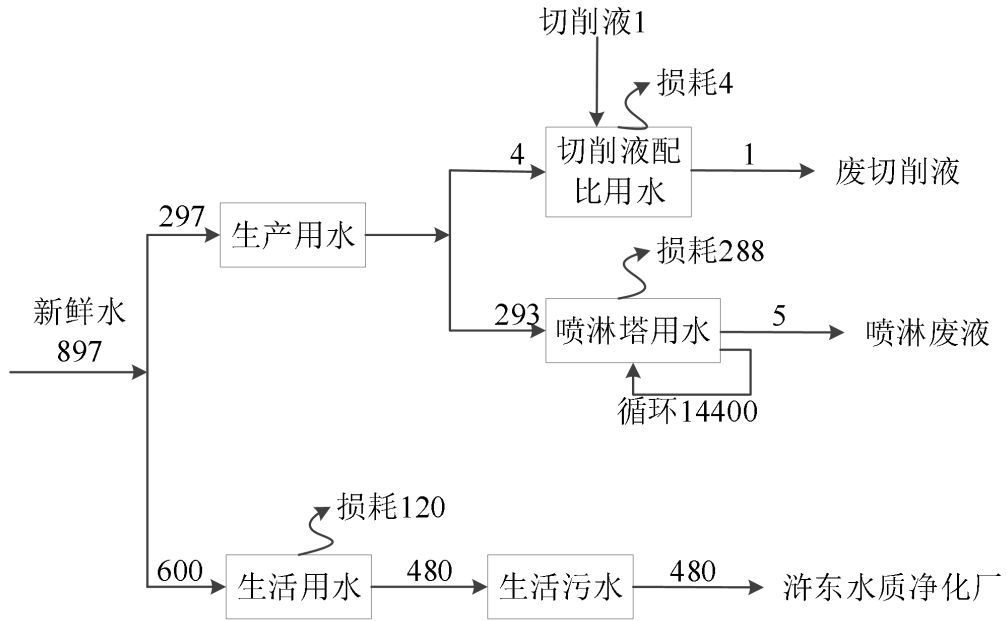 切削液1
损耗4
4
切削液配
比用水
1
废切削液
297
生产用水
损耗288
新鲜水
897
293
喷淋塔用水
5
喷淋废液
循环14400
损耗120
600
生活用水
480
生活污水
480
浒东水质净化厂